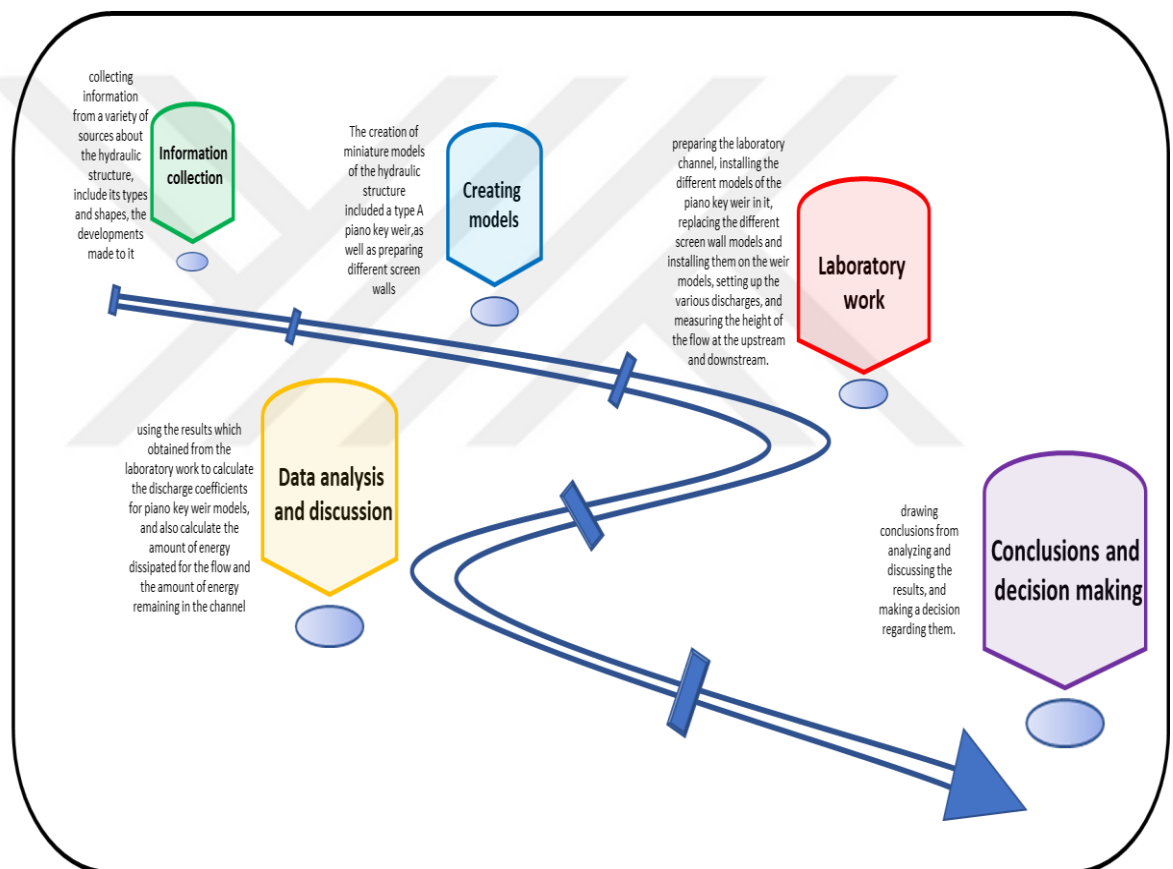 collecting
information
from a variety of
sources about
the hydraulic
structure,
include its types
and shapes, the
developments
made to it
Information
collection
The creation of
miniature models
of the hydraulic
structure
included a type A
piano key weir,as
well as preparing
different screen
walls
Creating
models
preparing the laboratory
channel, installing the
different models of the
piano key weir in it,
replacing the different
screen wall models and
installing them on the weir
models, setting up the
various discharges, and
measuring the height of
the flow at the upstream
and downstream.
Laboratory
work
using the results which
obtained from the
laboratory work to calculate
the discharge coefficients
for piano key weir models,
and also calculate the
amount of energy
dissipated for the flow and
the amount of energy
remaining in the channel
Data analysis
and discussion
drawing
conclusions from
analyzing and
discussing the
results, and
making a decision
regarding them.
Conclusions and
decision making